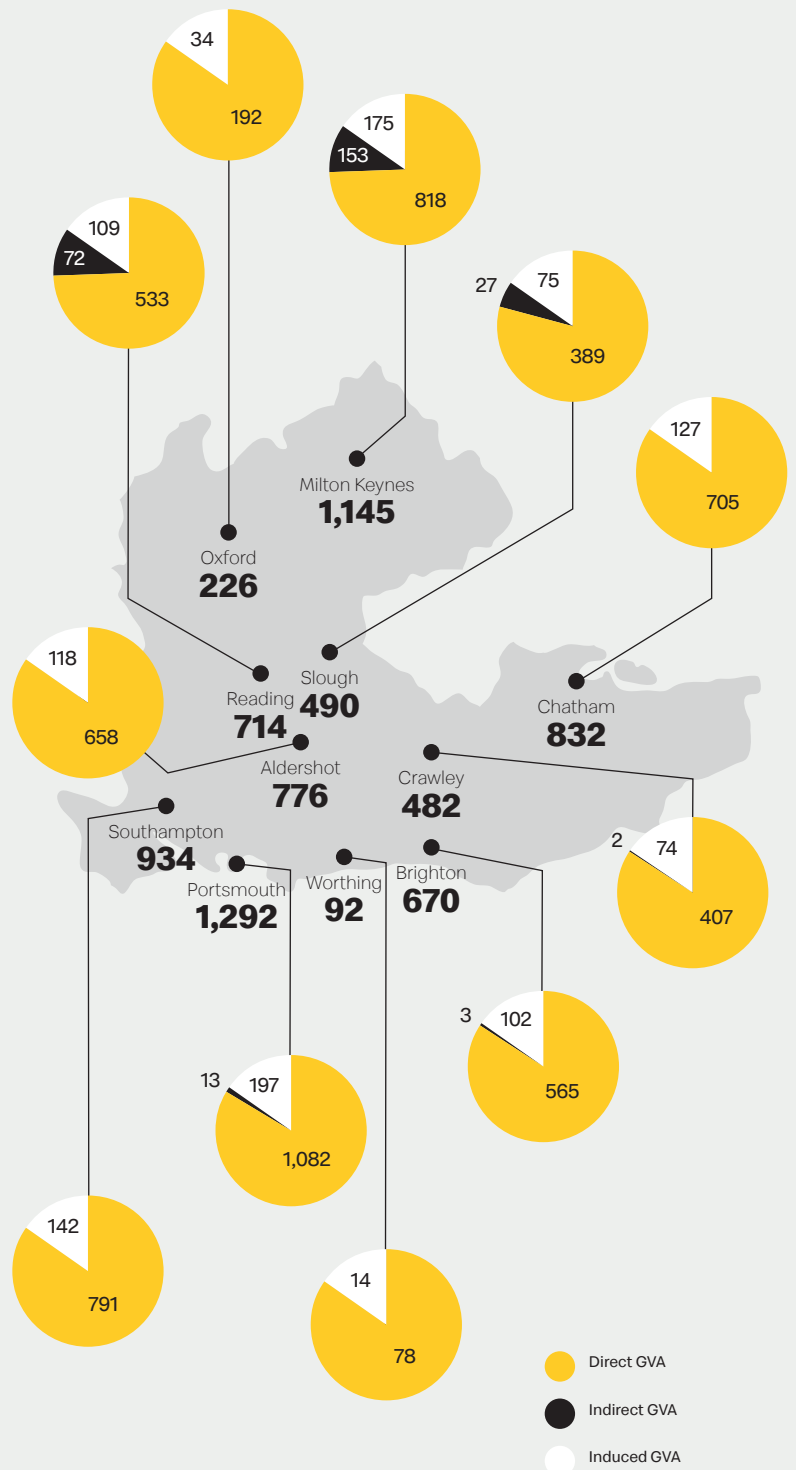 34
192
175
153
818
109
72
533
27
75
389
127
705
Milton Keynes
1,145
Oxford
226
118
658
Slough
490
Reading
714
Chatham
832
Aldershot
776
Crawley
482
Southampton
934
Portsmouth
1,292
Worthing
92
Brighton
670
2
74
407
3
102
565
13
197
1,082
142
791
14
78
Direct GVA
Indirect GVA
Induced GVA